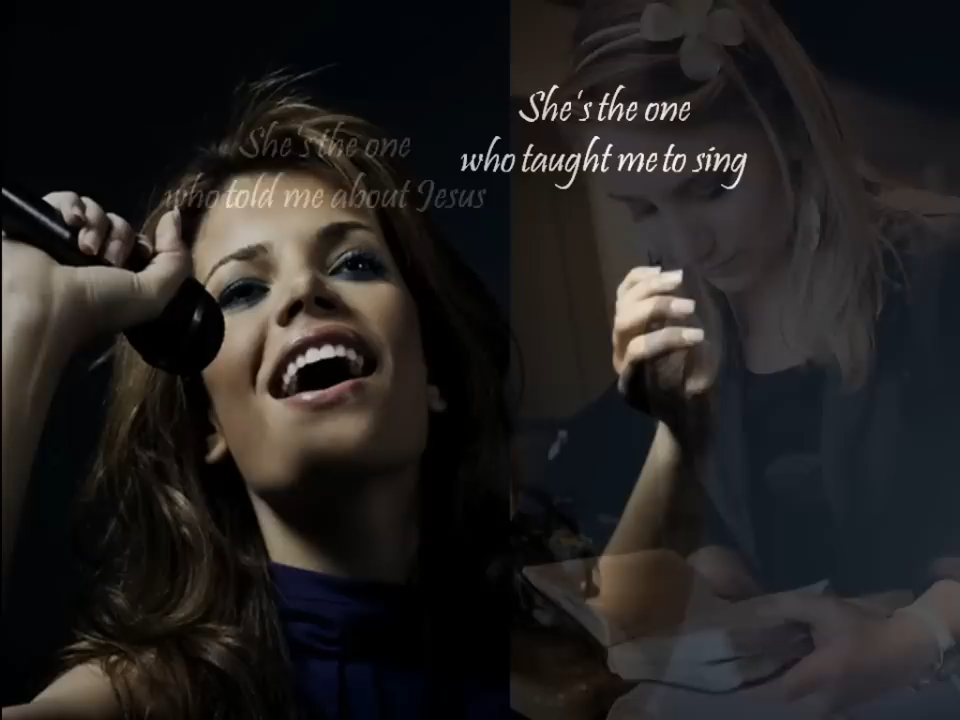 She's the one
who taught me to sing
She's the one
who told me about Jesus